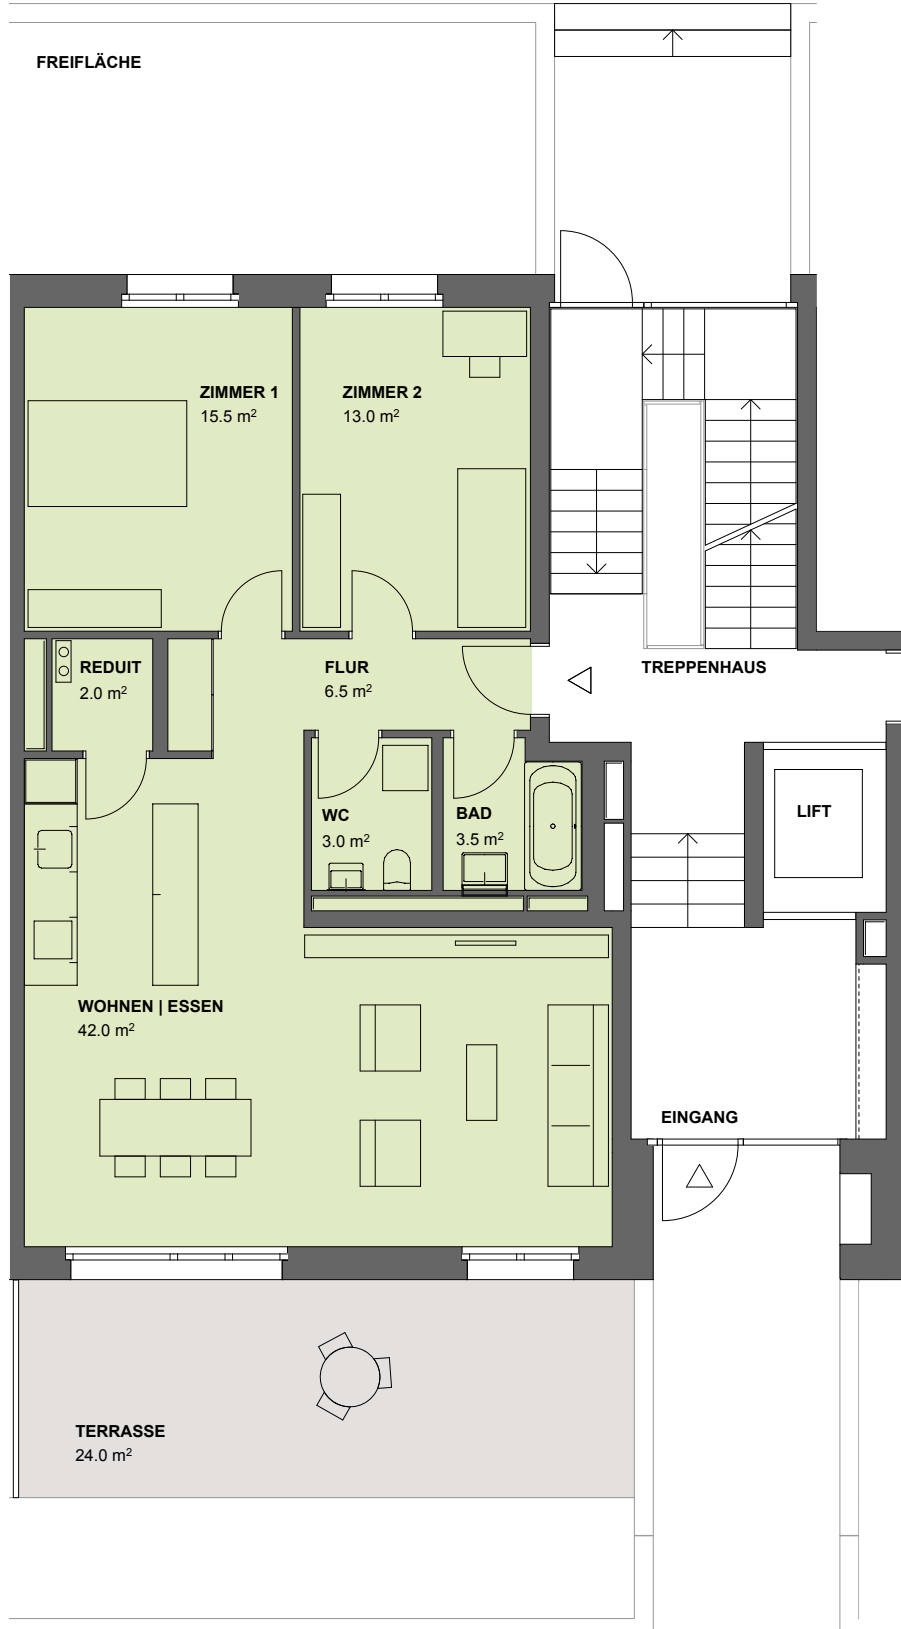 FREIFLÄCHE
ZIMMER 1
15.5 m²
ZIMMER 2
13.0 m²
REDUIT
2.0 m²
FLUR
6.5 m²
TREPPENHAUS
WC
3.0 m²
BAD
3.5 m²
LIFT
WOHNEN | ESSEN
42.0 m²
EINGANG
TERRASSE
24.0 m²